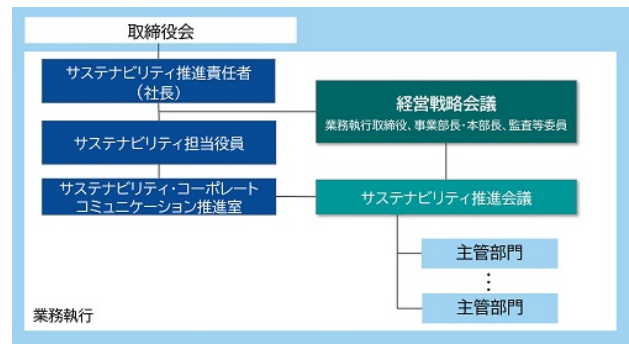 取締役会
サステナビリティ推進責任者
（社長）
経営戦略会議
業務執行取締役、事業部長・本部長、監査等委員
サステナビリティ担当役員
サステナビリティ・コーポレート
コミュニケーション推進室
サステナビリティ推進会議
主管部門
⋮
主管部門
業務執行